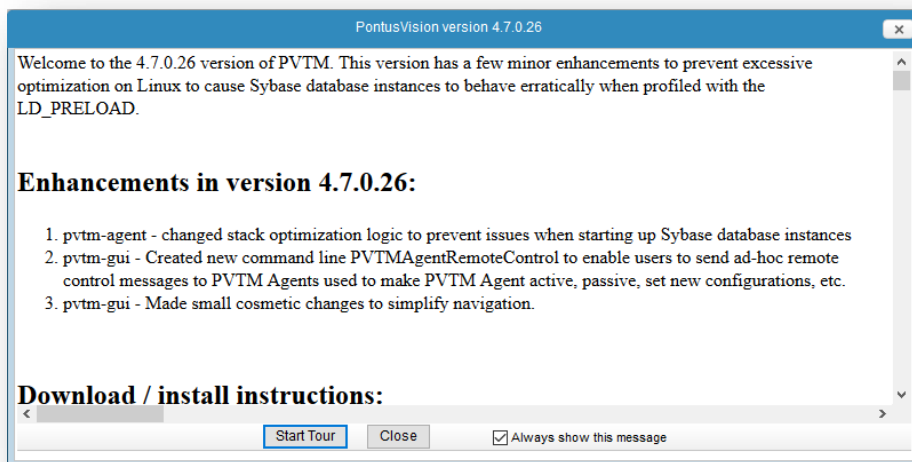 PontusVision version 4.7.0.26
Welcome to the 4.7.0.26 version of PVTM. This version has a few minor enhancements to prevent excessive
optimization on Linux to cause Sybase database instances to behave erratically when profiled with the
LD_PRELOAD.
Enhancements in version 4.7.0.26:
1. pvtm-agent - changed stack optimization logic to prevent issues when starting up Sybase database instances
2. pvtm-gui - Created new command line PVTMAgentRemoteControl to enable users to send ad-hoc remote
control messages to PVTM Agents used to make PVTM Agent active, passive, set new configurations, etc.
3. pvtm-gui - Made small cosmetic changes to simplify navigation.
Download / install instructions:
Start Tour Close Always show this message